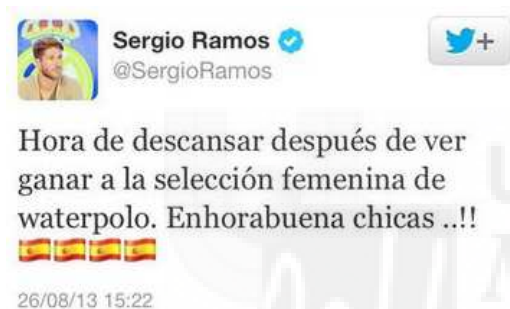 Sergio Ramos
@SergioRamos
Hora de descansar después de ver
ganar a la selección femenina de
waterpolo. Enhorabuena chicas ..!!
🇪🇸🇪🇸🇪🇸🇪🇸
26/08/13 15:22